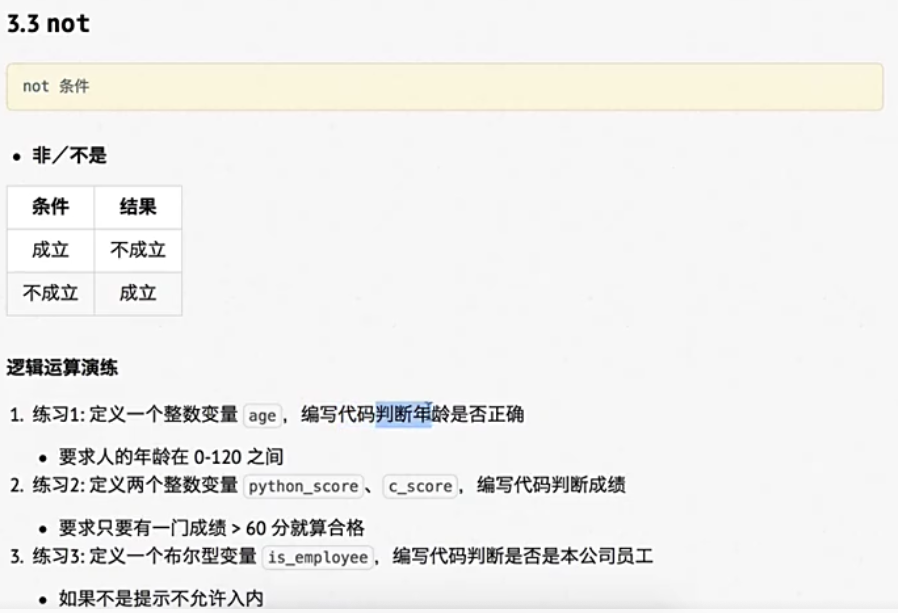 3.3 not
not 条件
• 非／不是
条件 结果
成立 不成立
不成立 成立
逻辑运算演练
1. 练习1: 定义一个整数变量 age，编写代码判断年龄是否正确
• 要求人的年龄在 0-120 之间
2. 练习2: 定义两个整数变量 python_score、c_score，编写代码判断成绩
• 要求只要有一门成绩 > 60 分就算合格
3. 练习3: 定义一个布尔型变量 is_employee，编写代码判断是否是本公司员工
• 如果不是提示不允许入内